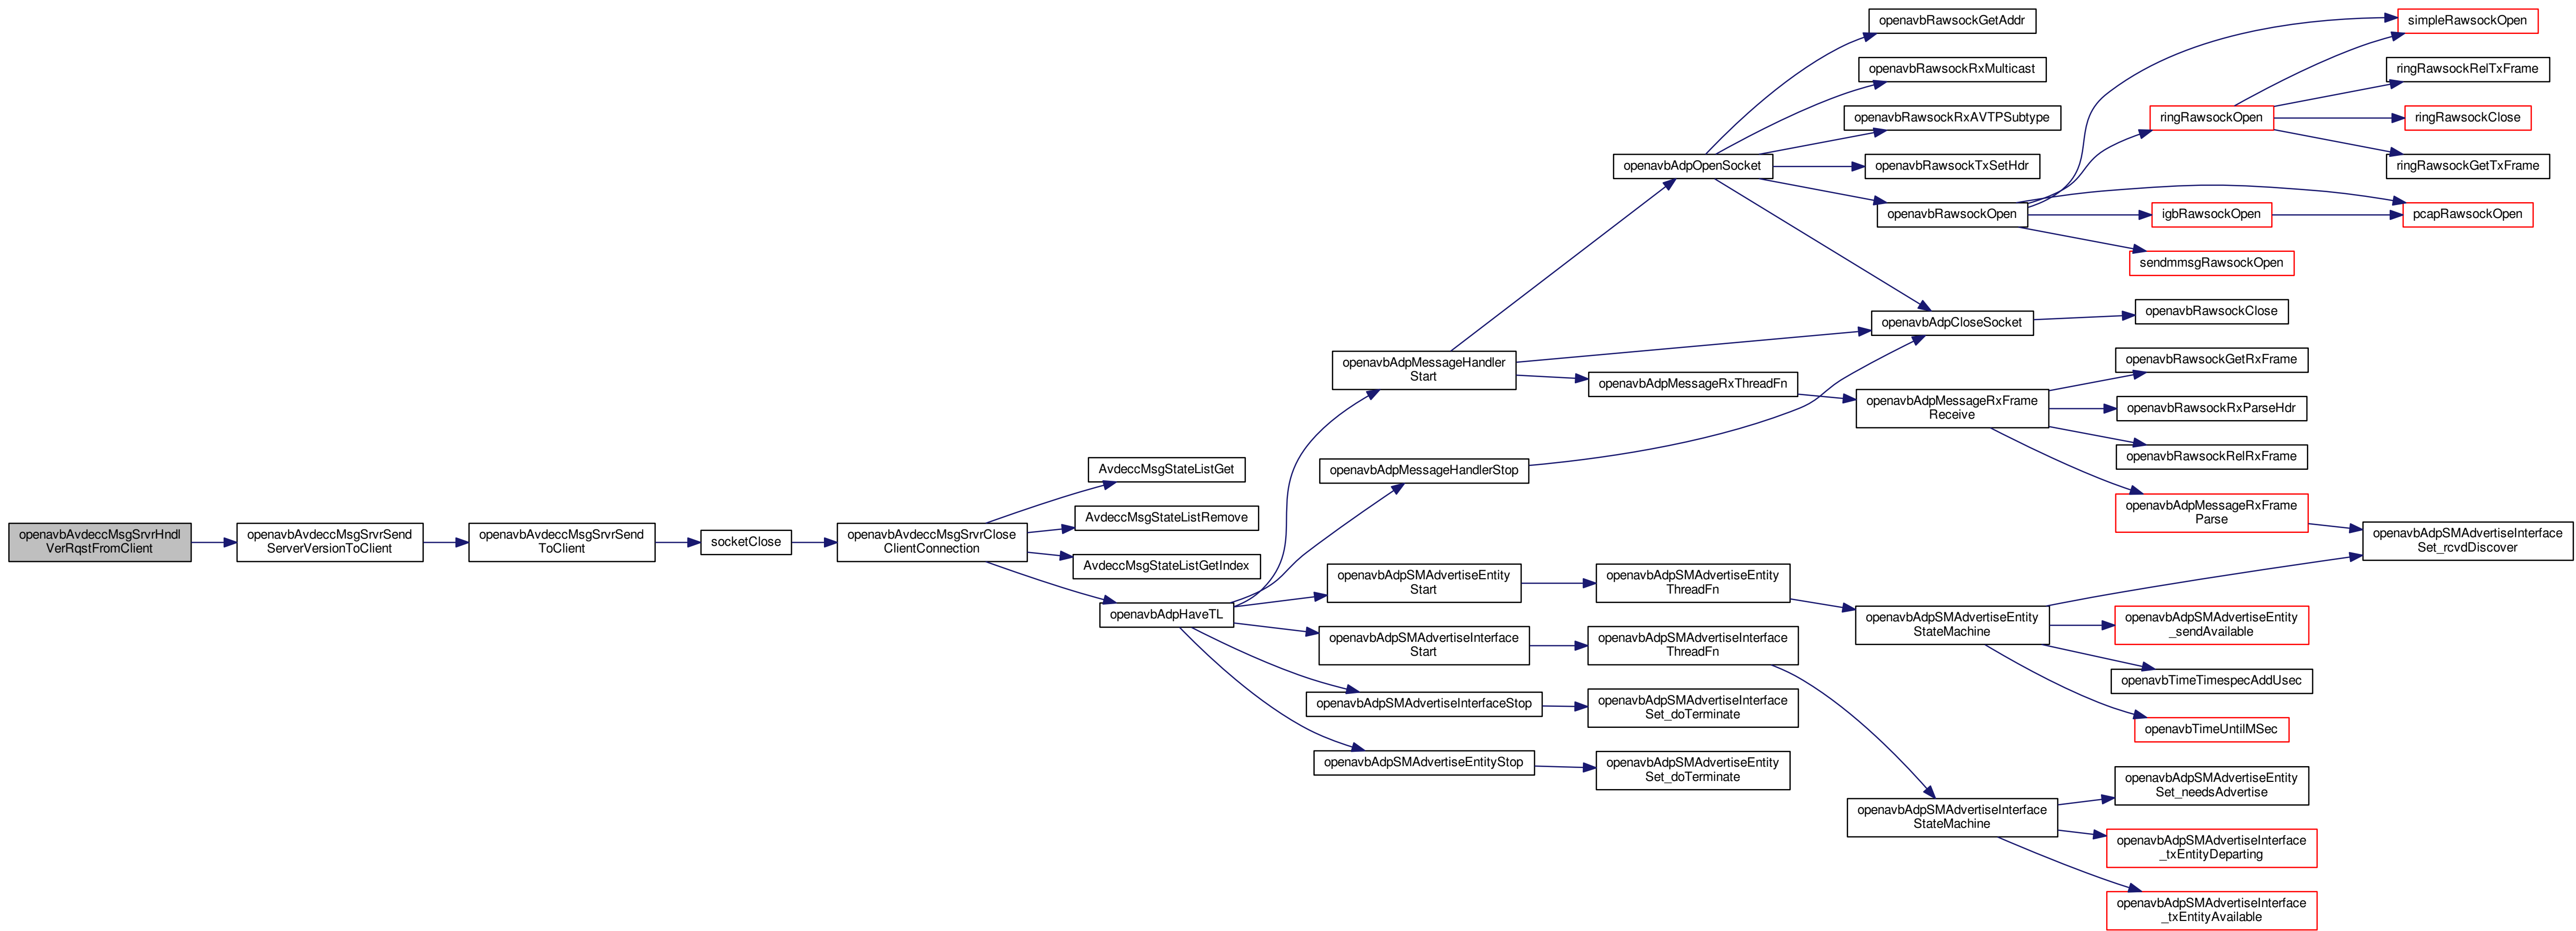 openavbAvdeccMsgSrvrHndl
VerRqstFromClient
openavbAvdeccMsgSrvrSend
ServerVersionToClient
openavbAvdeccMsgSrvrSend
ToClient
socketClose
openavbAvdeccMsgSrvrClose
ClientConnection
AvdeccMsgStateListGet
AvdeccMsgStateListRemove
AvdeccMsgStateListGetIndex
openavbAdpHaveTL
openavbAdpMessageHandler
Start
openavbAdpMessageHandlerStop
openavbAdpSMAdvertiseEntity
Start
openavbAdpSMAdvertiseInterface
Start
openavbAdpSMAdvertiseInterfaceStop
openavbAdpSMAdvertiseEntityStop
openavbAdpOpenSocket
openavbAdpMessageRxThreadFn
openavbAdpSMAdvertiseEntity
ThreadFn
openavbAdpSMAdvertiseInterface
ThreadFn
openavbAdpSMAdvertiseInterface
Set_doTerminate
openavbAdpSMAdvertiseEntity
Set_doTerminate
openavbRawsockGetAddr
openavbRawsockRxMulticast
openavbRawsockRxAVTPSubtype
openavbRawsockTxSetHdr
openavbRawsockOpen
openavbAdpCloseSocket
openavbAdpMessageRxFrame
Receive
openavbAdpSMAdvertiseEntity
StateMachine
openavbAdpSMAdvertiseInterface
StateMachine
ringRawsockOpen
igbRawsockOpen
sendmmsgRawsockOpen
openavbRawsockClose
openavbRawsockGetRxFrame
openavbRawsockRxParseHdr
openavbRawsockRelRxFrame
openavbAdpMessageRxFrame
Parse
openavbAdpSMAdvertiseEntity
_sendAvailable
openavbTimeTimespecAddUsec
openavbTimeUntilMSec
openavbAdpSMAdvertiseEntity
Set_needsAdvertise
openavbAdpSMAdvertiseInterface
_txEntityDeparting
openavbAdpSMAdvertiseInterface
_txEntityAvailable
simpleRawsockOpen
ringRawsockRelTxFrame
ringRawsockClose
ringRawsockGetTxFrame
pcapRawsockOpen
openavbAdpSMAdvertiseInterface
Set_rcvdDiscover